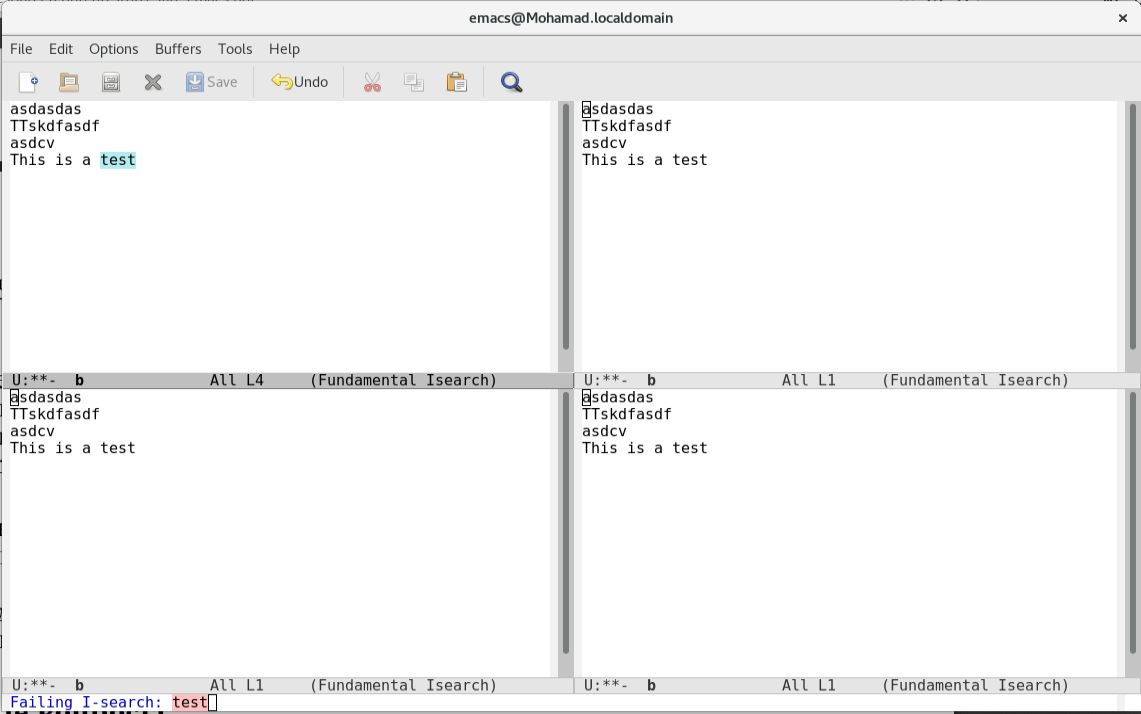 emacs@Mohamad.localdomain
File Edit Options Buffers Tools Help
Save Undo
asdasdas
TTskdfasdf
asdcv
This is a test
U:**- b All L4 (Fundamental Isearch)
asdasdas
TTskdfasdf
asdcv
This is a test
U:**- b All L1 (Fundamental Isearch)
asdasdas
TTskdfasdf
asdcv
This is a test
U:**- b All L1 (Fundamental Isearch)
asdasdas
TTskdfasdf
asdcv
This is a test
U:**- b All L1 (Fundamental Isearch)
Failing I-search: test